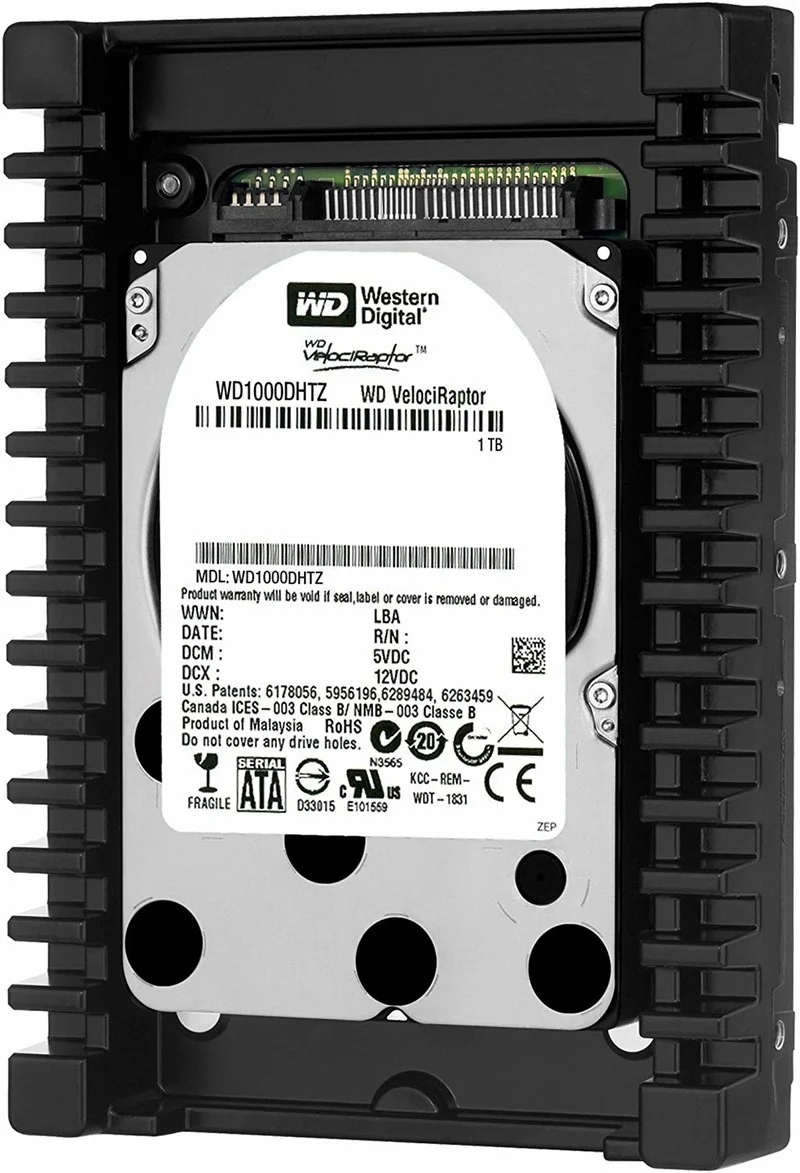 WD Western
Digital®
WD
VelociRaptor™
WD1000DHTZ WD VelociRaptor
1 TB
MDL: WD1000DHTZ
Product warranty will be void if seal,label or cover is removed or damaged.
WWN: LBA
DATE: R/N :
DCM : 5VDC
DCX : 12VDC
U.S. Patents: 6178056, 5956196,6289484, 6263459
Canada ICES-003 Class B/ NMB-003 Classe B
Product of Malaysia RoHS
Do not cover any drive holes.
N3565
20
FRAGILE
SERIAL
ATA
D33015
c RU US
E101559
KCC-REM-
WDT-1831
CE
ZEP